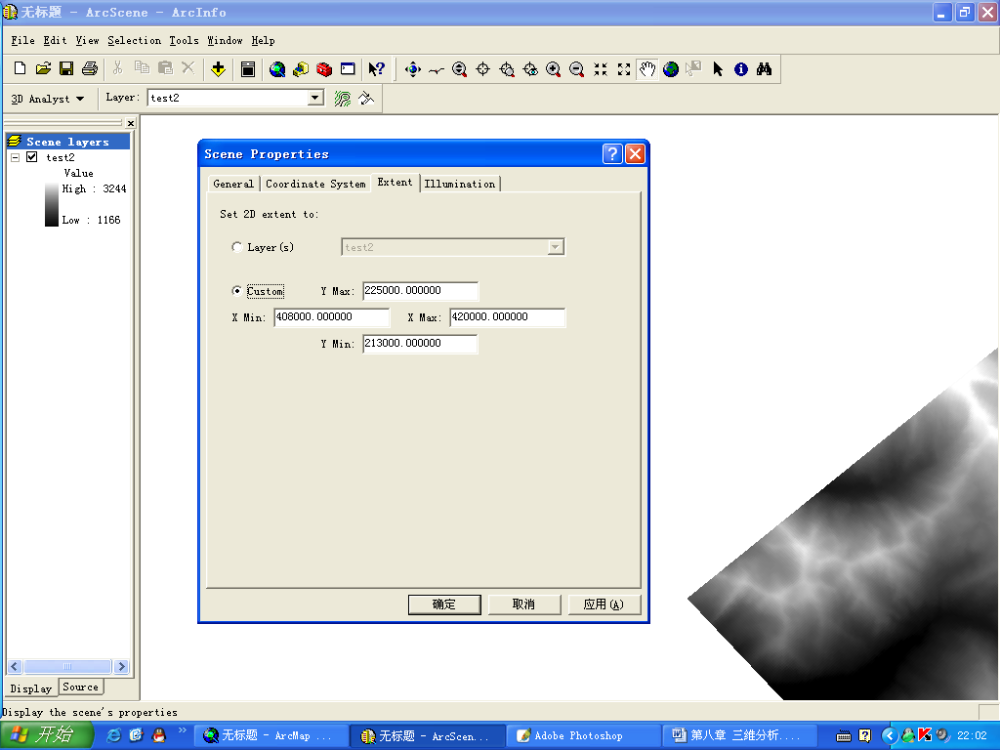 无标题 - ArcScene - ArcInfo
File Edit View Selection Tools Window Help
3D Analyst Layer: test2
Scene layers
test2
Value
High : 3244
Low : 1166
Scene Properties
General Coordinate System Extent Illumination
Set 2D extent to:
Layer(s) test2
Custom Y Max: 225000.000000
X Min: 408000.000000 X Max: 420000.000000
Y Min: 213000.000000
确定 取消 应用(A)
Display Source
Display the scene's properties
开始 无标题 - ArcMap ... 无标题 - ArcScen... Adobe Photoshop 第八章 三维分析.... 22:02